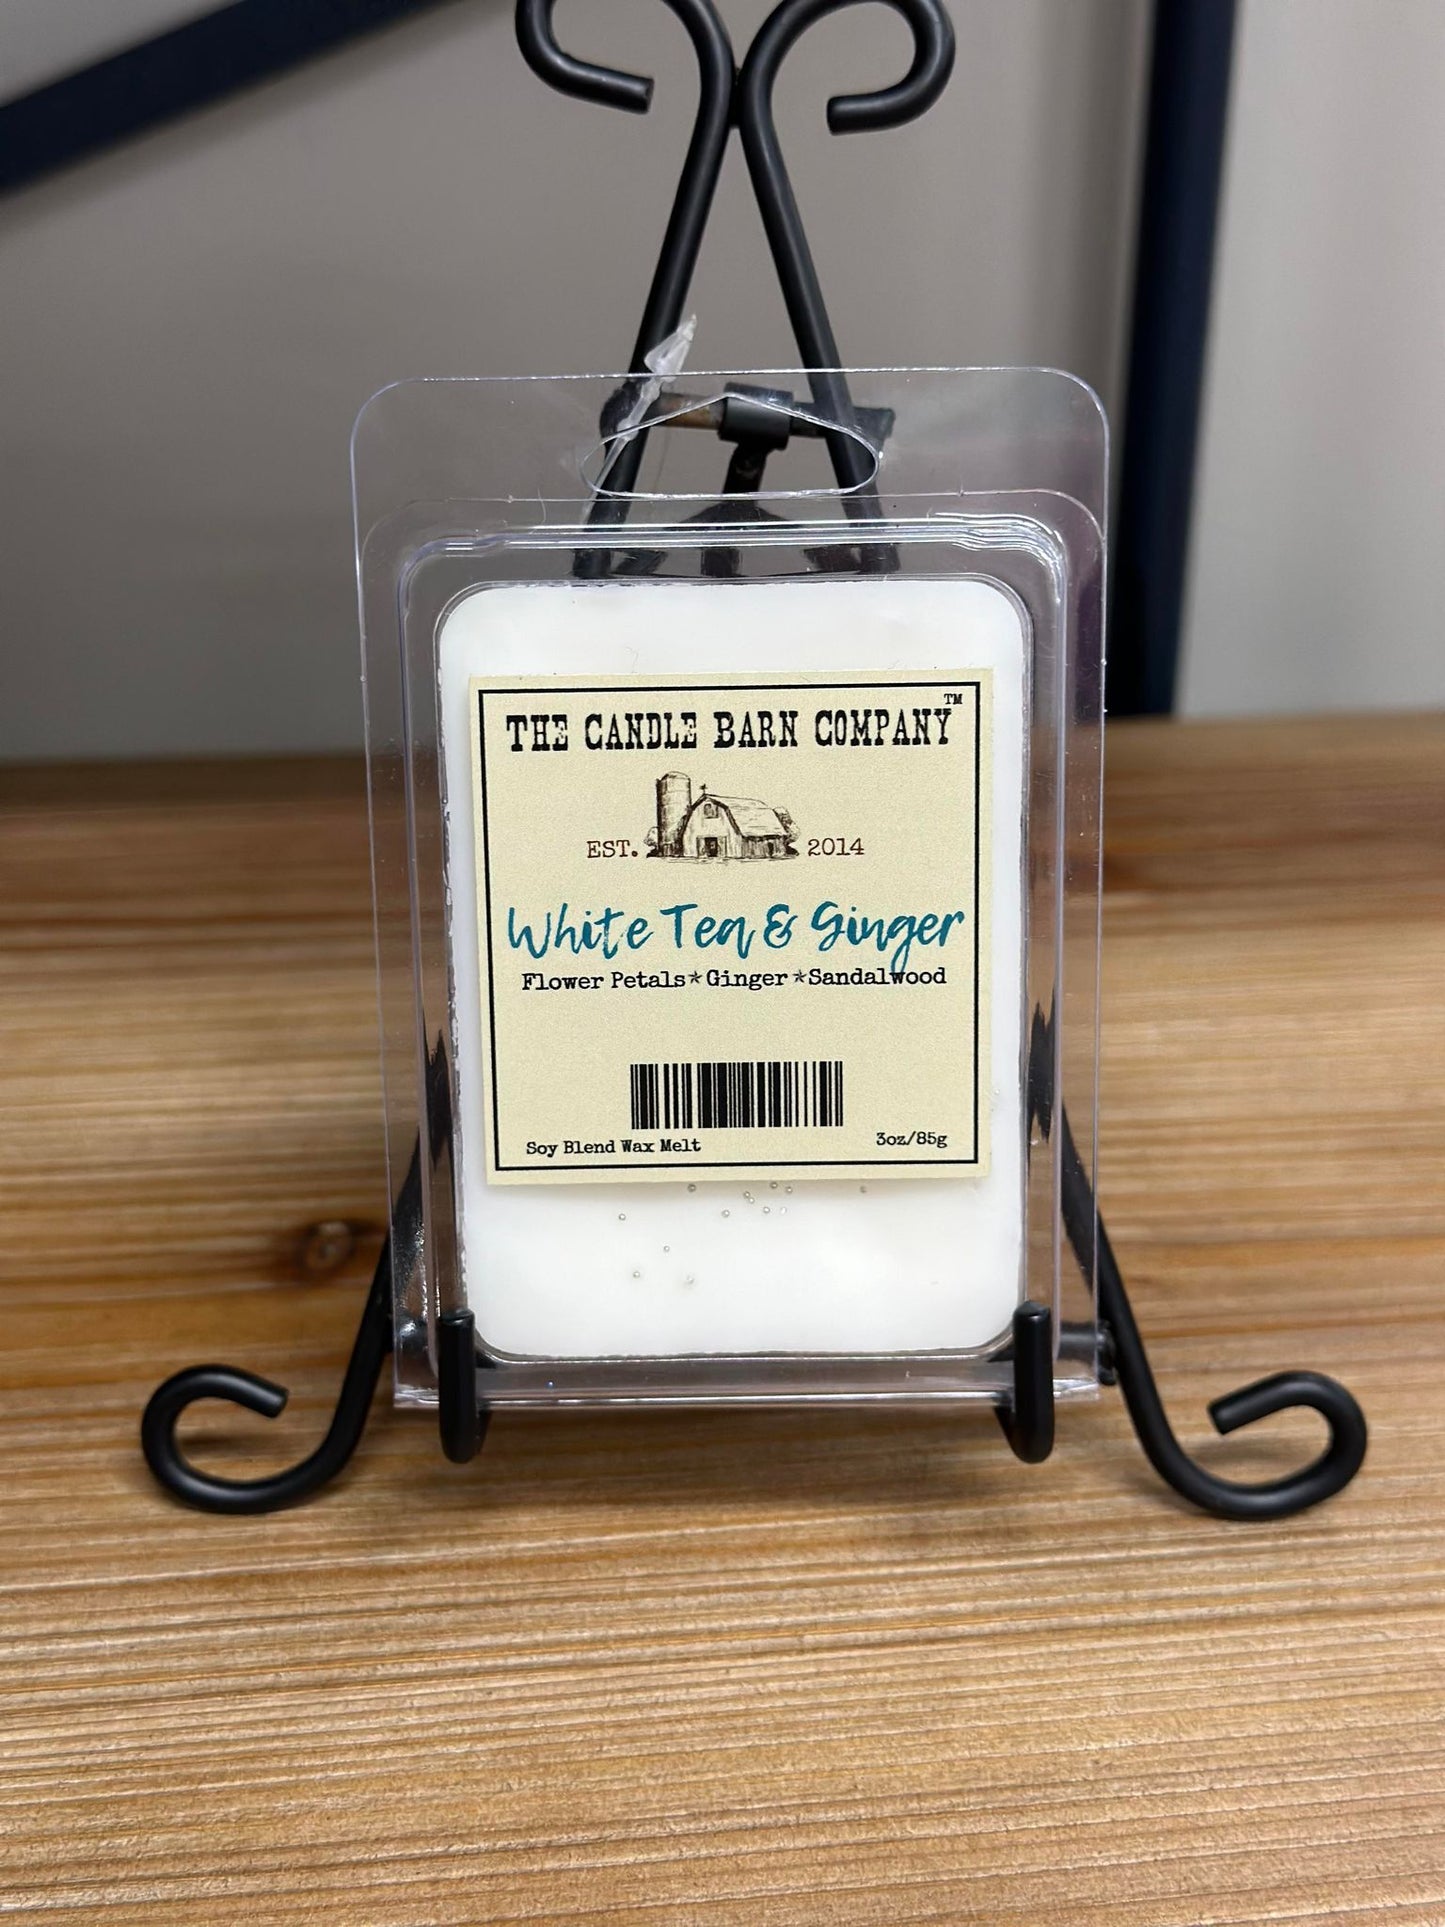 THE CANDLE BARN COMPANY™
EST. 2014
White Tea & Ginger
Flower Petals*Ginger*Sandalwood
Soy Blend Wax Melt 3oz/85g